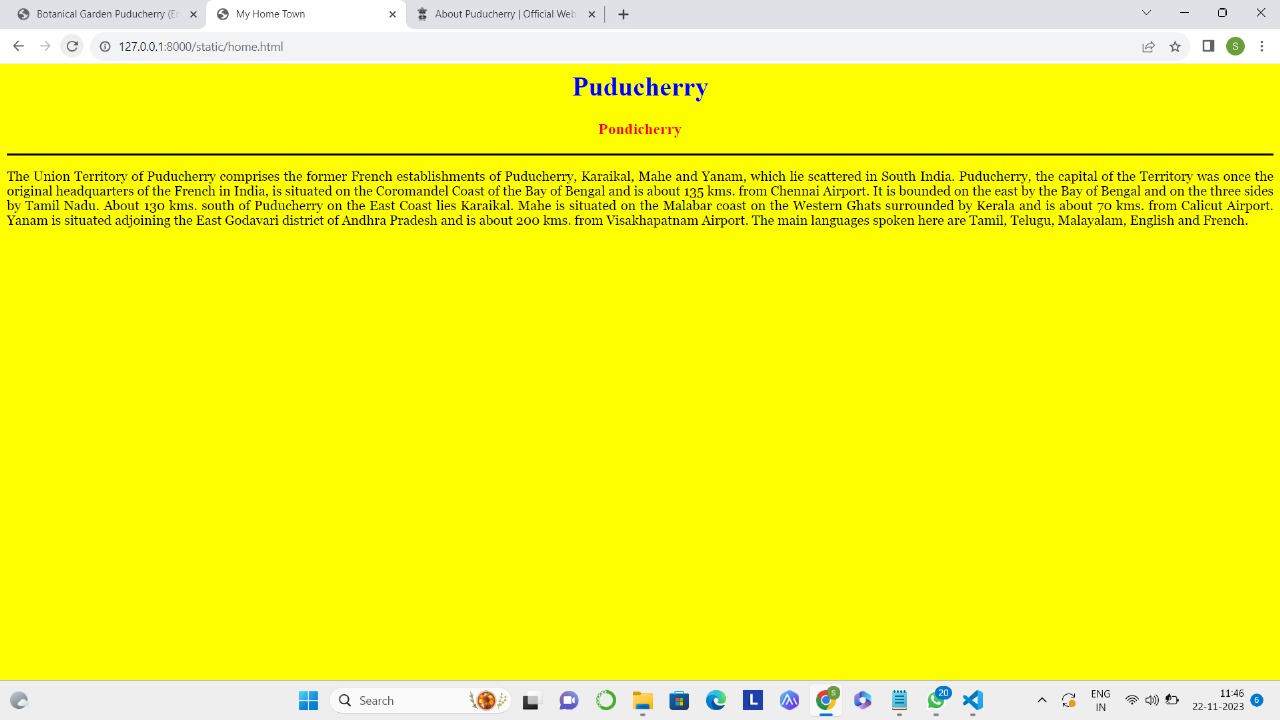 Botanical Garden Puducherry (Er
My Home Town
About Puducherry | Official Web
127.0.0.1:8000/static/home.html
S
Puducherry
Pondicherry
The Union Territory of Puducherry comprises the former French establishments of Puducherry, Karaikal, Mahe and Yanam, which lie scattered in South India. Puducherry, the capital of the Territory was once the
original headquarters of the French in India, is situated on the Coromandel Coast of the Bay of Bengal and is about 135 kms. from Chennai Airport. It is bounded on the east by the Bay of Bengal and on the three sides
by Tamil Nadu. About 130 kms. south of Puducherry on the East Coast lies Karaikal. Mahe is situated on the Malabar coast on the Western Ghats surrounded by Kerala and is about 70 kms. from Calicut Airport.
Yanam is situated adjoining the East Godavari district of Andhra Pradesh and is about 200 kms. from Visakhapatnam Airport. The main languages spoken here are Tamil, Telugu, Malayalam, English and French.
Search
L
S
20
ENG
IN
11:46
22-11-2023
6